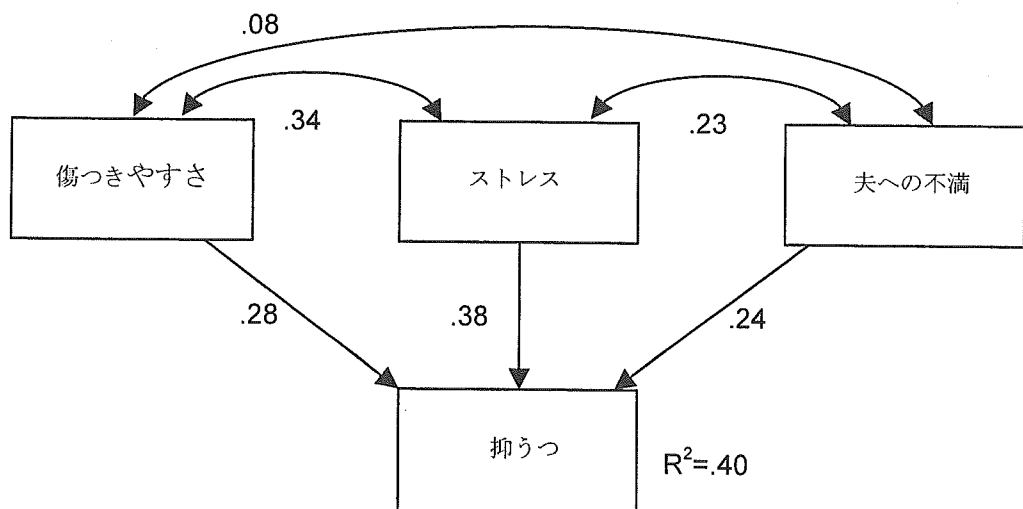 .08
.34
.23
傷つきやすさ
ストレス
夫への不満
.28
.38
.24
抑うつ
R²=.40